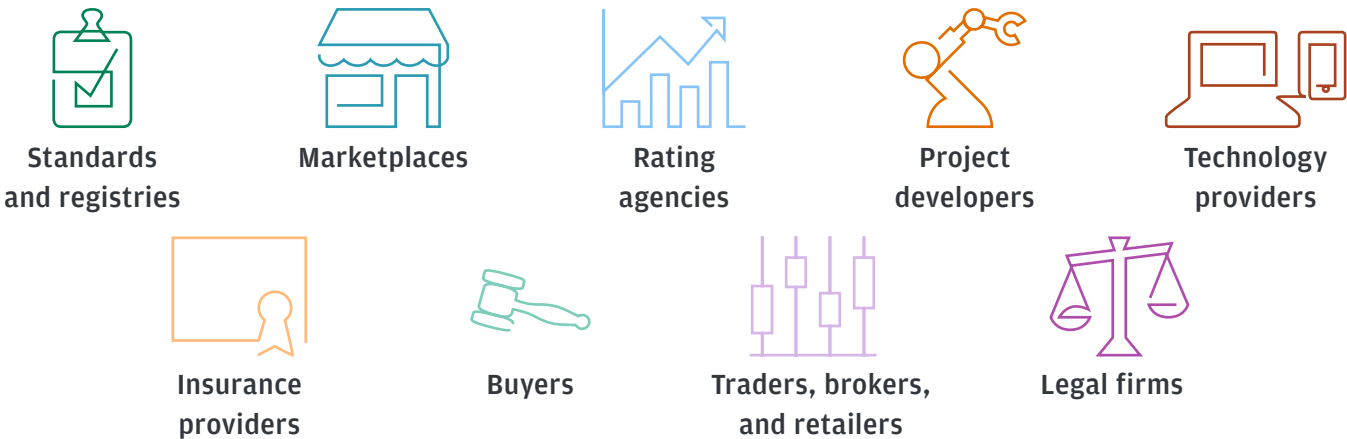 Standards
and registries
Marketplaces
Rating
agencies
Project
developers
Technology
providers
Insurance
providers
Buyers
Traders, brokers,
and retailers
Legal firms